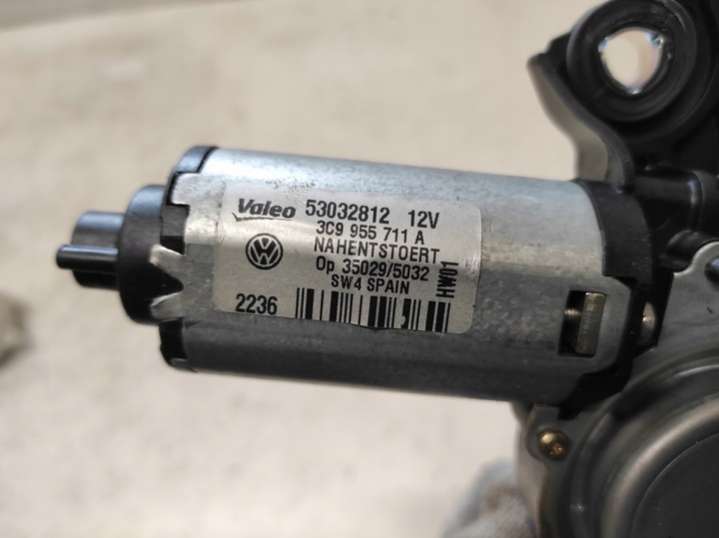 Valeo 53032812 12V
3C9 955 711 A
NAHENTSTOERT
Op 35029/5032
SW4 SPAIN
HW01
2236